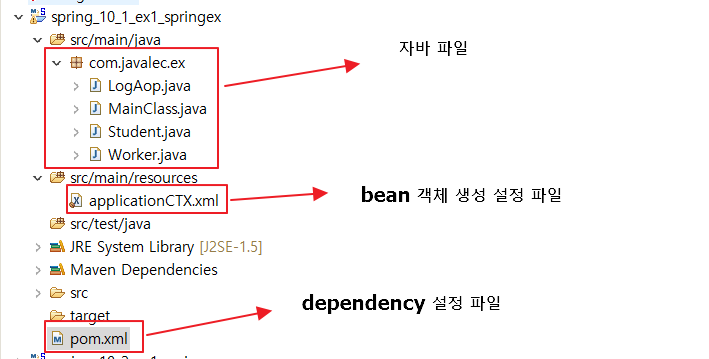 spring_10_1_ex1_springex
src/main/java
com.javalec.ex
자바 파일
LogAop.java
MainClass.java
Student.java
Worker.java
src/main/resources
applicationCTX.xml
bean 객체 생성 설정 파일
src/test/java
JRE System Library [J2SE-1.5]
Maven Dependencies
src
target
dependency 설정 파일
pom.xml